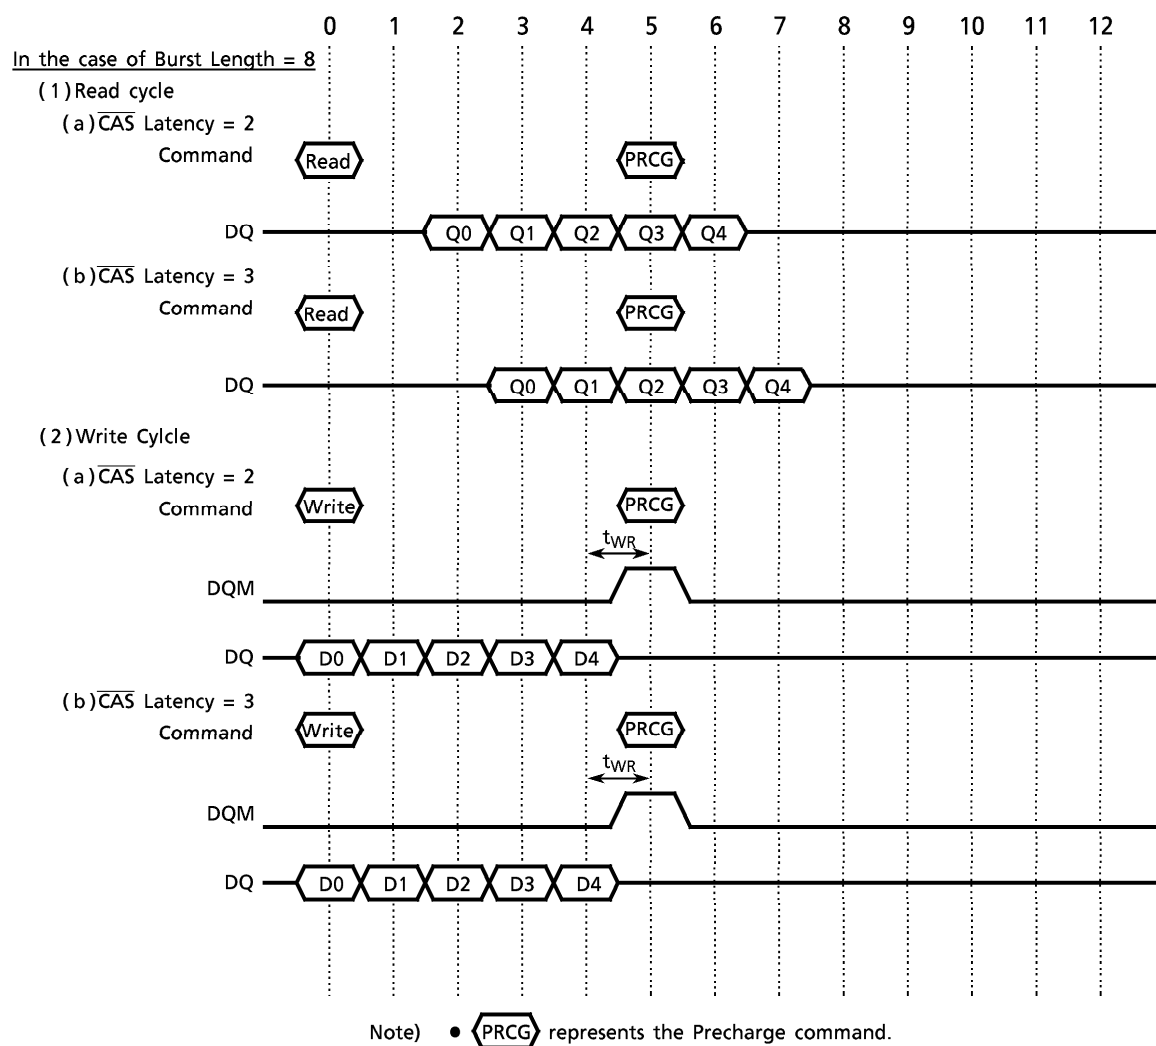 0 1 2 3 4 5 6 7 8 9 10 11 12
In the case of Burst Length = 8
(1) Read cycle
(a) CAS Latency = 2
Command Read PRCG
DQ Q0 Q1 Q2 Q3 Q4
(b) CAS Latency = 3
Command Read PRCG
DQ Q0 Q1 Q2 Q3 Q4
(2) Write Cylcle
(a) CAS Latency = 2
Command Write PRCG
tWR
DQM
DQ D0 D1 D2 D3 D4
(b) CAS Latency = 3
Command Write PRCG
tWR
DQM
DQ D0 D1 D2 D3 D4
Note) • PRCG represents the Precharge command.